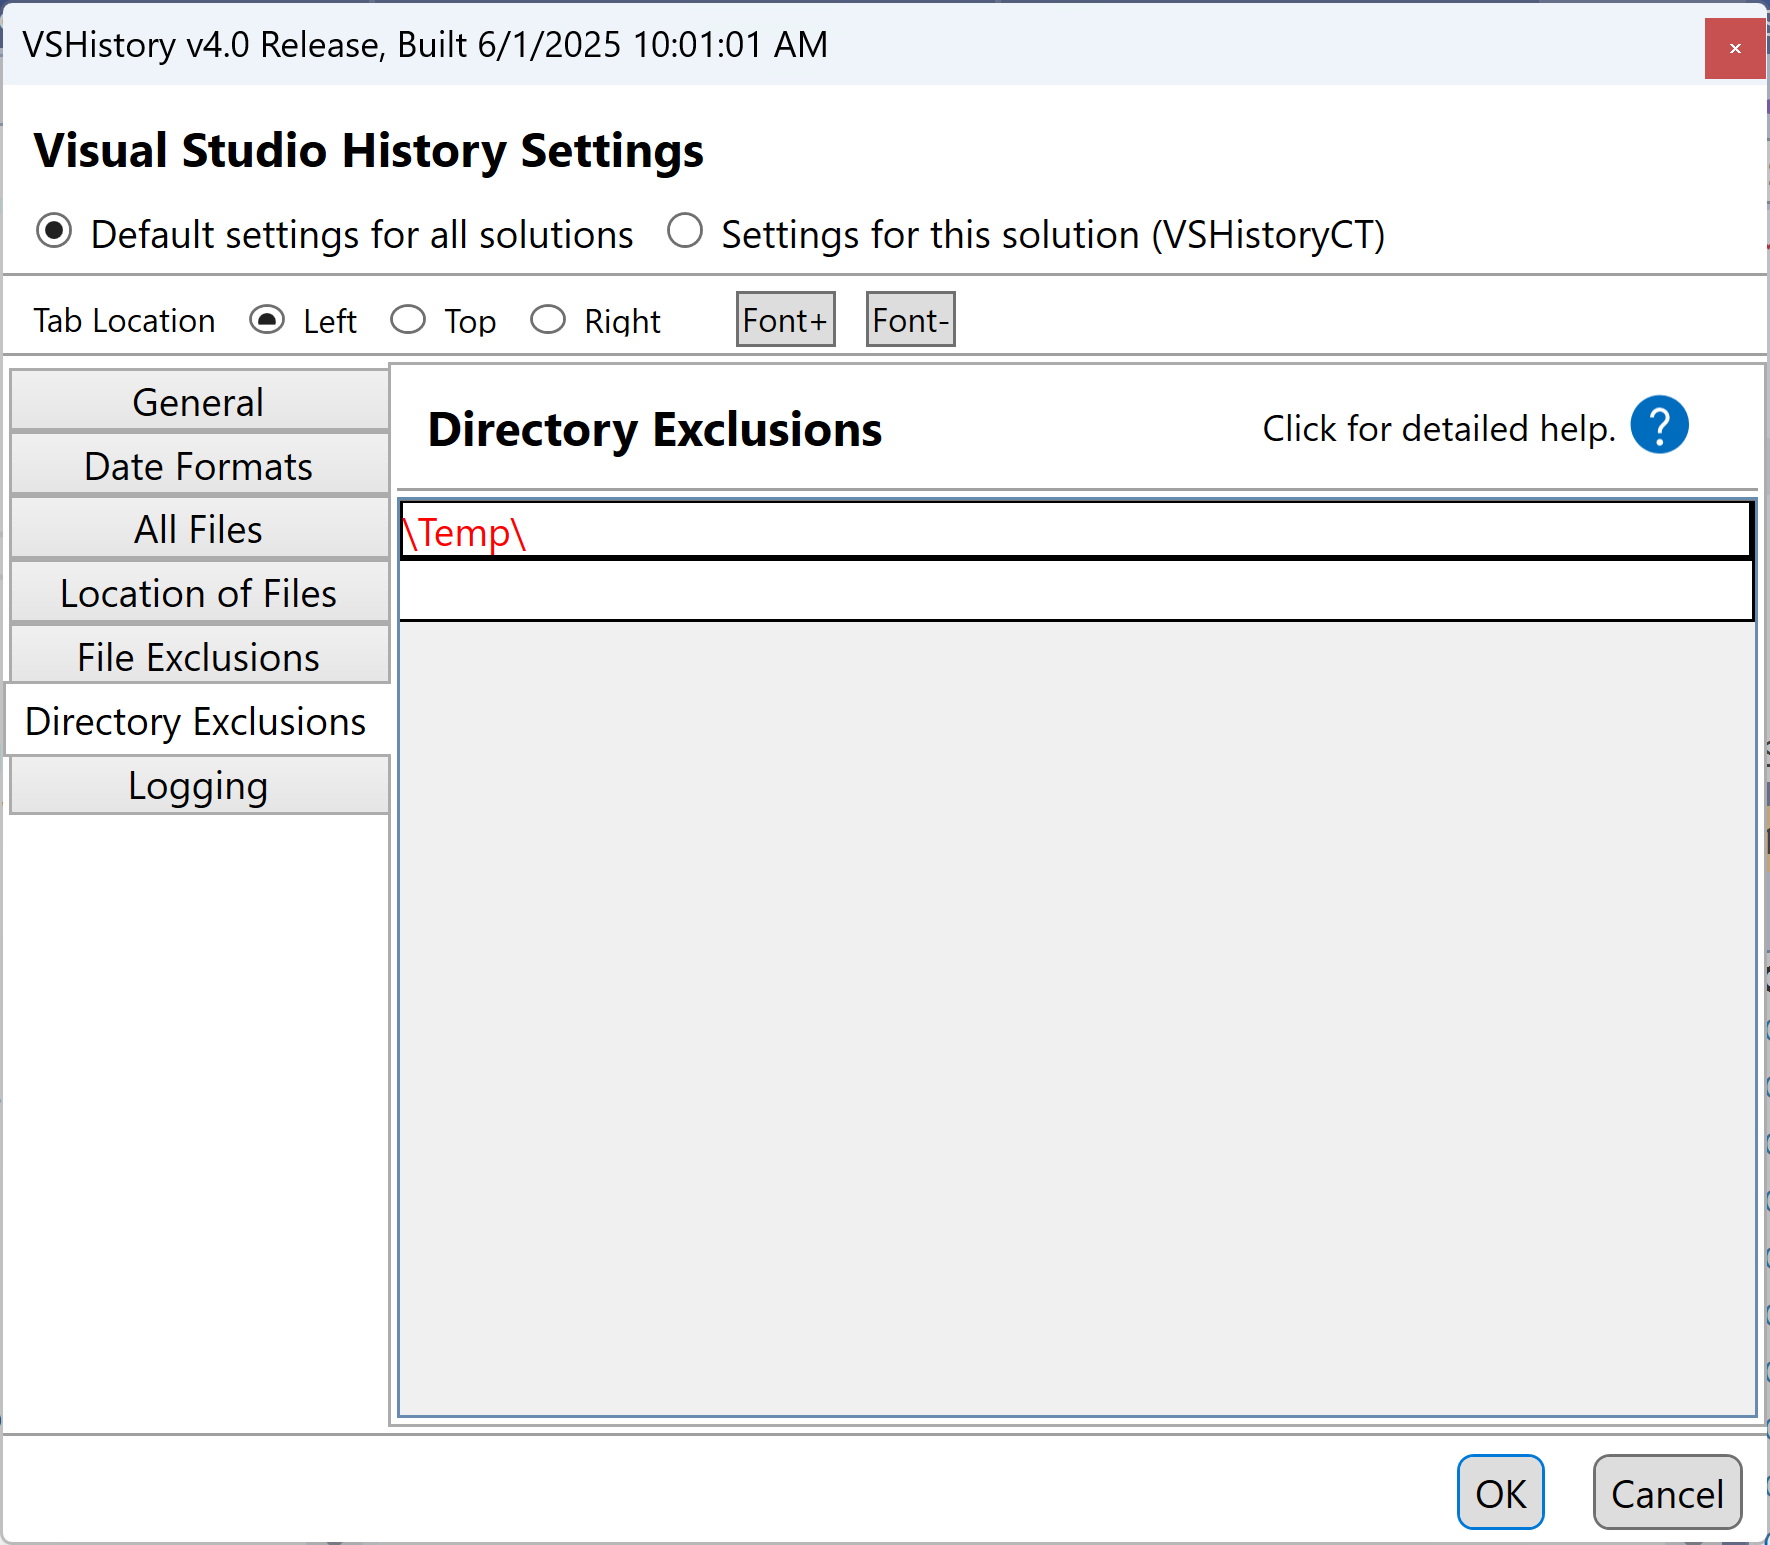 VSHistory v4.0 Release, Built 6/1/2025 10:01:01 AM
Visual Studio History Settings
Default settings for all solutions Settings for this solution (VSHistoryCT)
Tab Location Left Top Right Font+ Font-
General
Date Formats
All Files
Location of Files
File Exclusions
Directory Exclusions
Logging
Directory Exclusions Click for detailed help. ?
\Temp\
OK Cancel